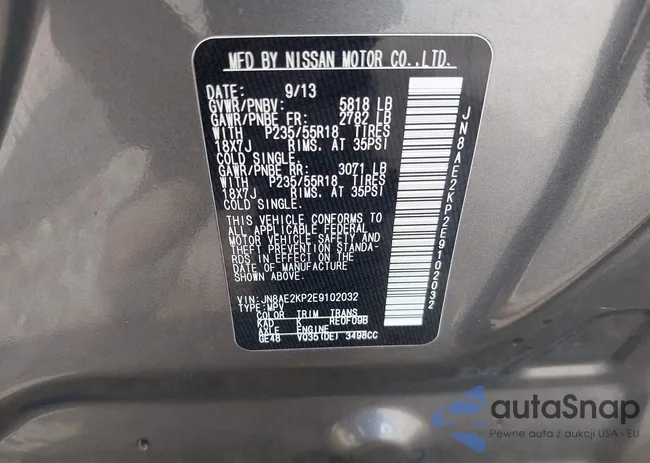 MFD BY NISSAN MOTOR CO.,LTD.
DATE: 9/13
GVWR/PNBV: 5818 LB
GAWR/PNBE FR: 2782 LB
WITH P235/55R18 TIRES
18X7J RIMS. AT 35PSI
COLD SINGLE.
GAWR/PNBE RR: 3071 LB
WITH P235/55R18 TIRES
18X7J RIMS. AT 35PSI
COLD SINGLE.
THIS VEHICLE CONFORMS TO
ALL APPLICABLE FEDERAL
MOTOR VEHICLE SAFETY AND
THEFT PREVENTION STANDA-
RDS IN EFFECT ON THE
DATE OF MANUFACTURE
SHOWN ABOVE.
VIN: JN8AE2KP2E9102032
TYPE: MPV
COLOR TRIM TRANS
KAD K RE0F09B
AXLE ENGINE
GE48 VQ35(DE) 3498CC
JN8AE2KP2E9102032
autaSnap
Pewne auta z aukcji USA i EU